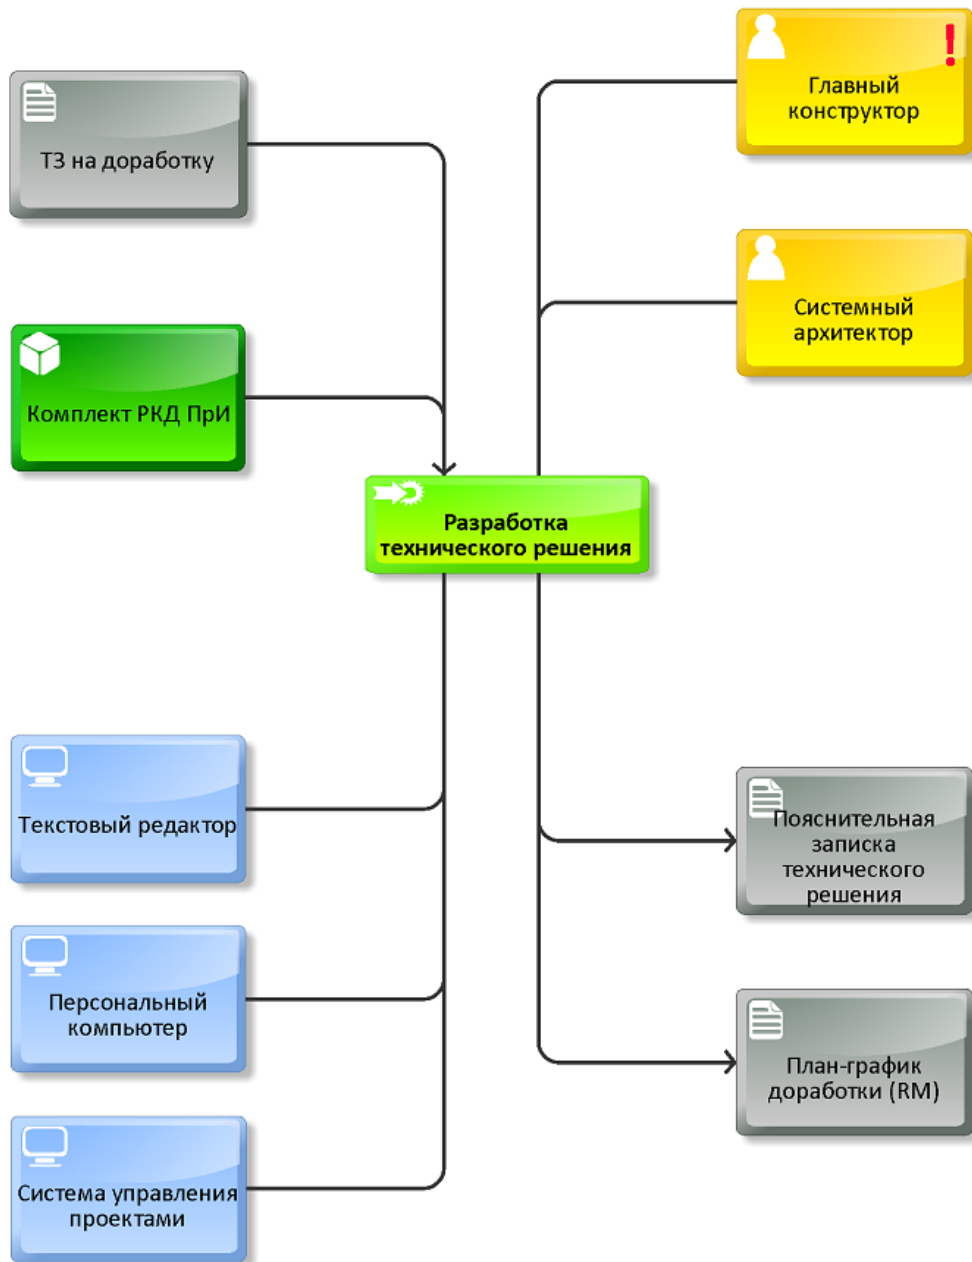 Главный
конструктор
ТЗ на доработку
Системный
архитектор
Комплект РКД ПрИ
Разработка
технического решения
Текстовый редактор
Пояснительная
записка
технического
решения
Персональный
компьютер
План-график
доработки (RM)
Система управления
проектами